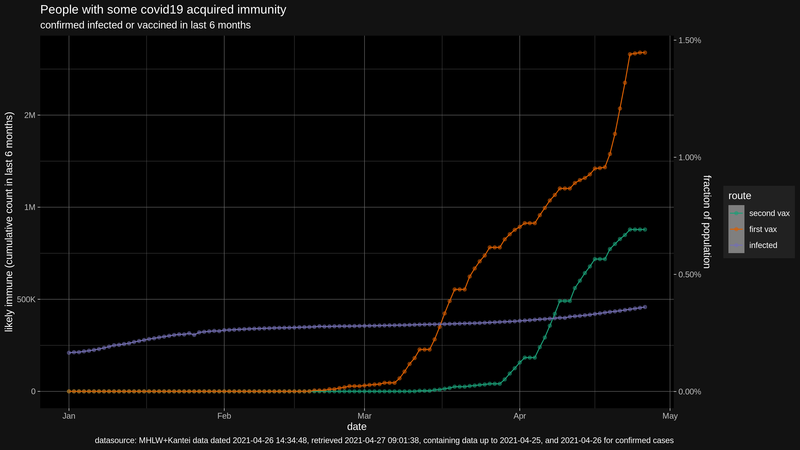 People with some covid19 acquired immunity
confirmed infected or vaccined in last 6 months
likely immune (cumulative count in last 6 months)
2M
1M
500K
0
1.50%
1.00%
0.50%
0.00%
fraction of population
Jan
Feb
Mar
Apr
May
date
route
second vax
first vax
infected
datasource: MHLW+Kantei data dated 2021-04-26 14:34:48, retrieved 2021-04-27 09:01:38, containing data up to 2021-04-25, and 2021-04-26 for confirmed cases